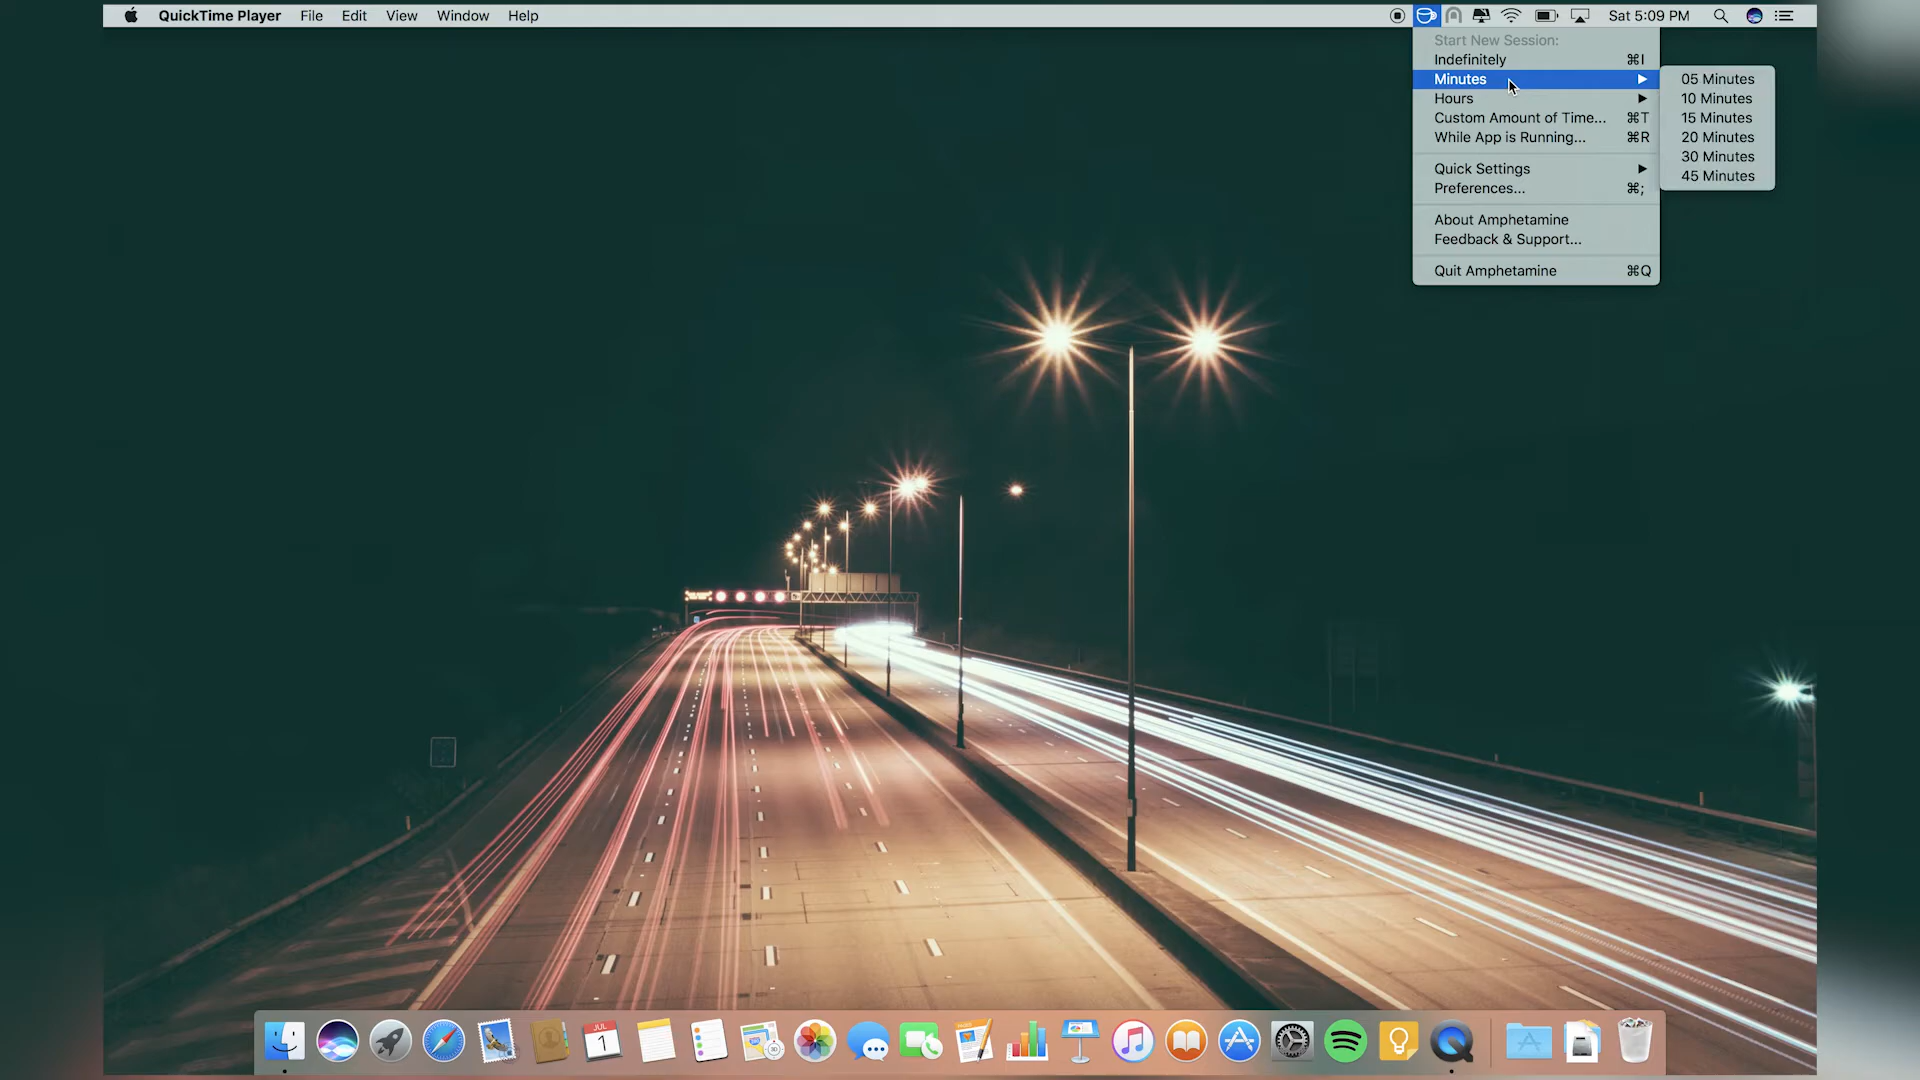 QuickTime Player File Edit View Window Help Sat 5:09 PM
Start New Session:
Indefinitely ⌘I
Minutes
Hours
Custom Amount of Time... ⌘T
While App is Running... ⌘R
Quick Settings
Preferences... ⌘;
About Amphetamine
Feedback & Support...
Quit Amphetamine ⌘Q
05 Minutes
10 Minutes
15 Minutes
20 Minutes
30 Minutes
45 Minutes
JUL
1